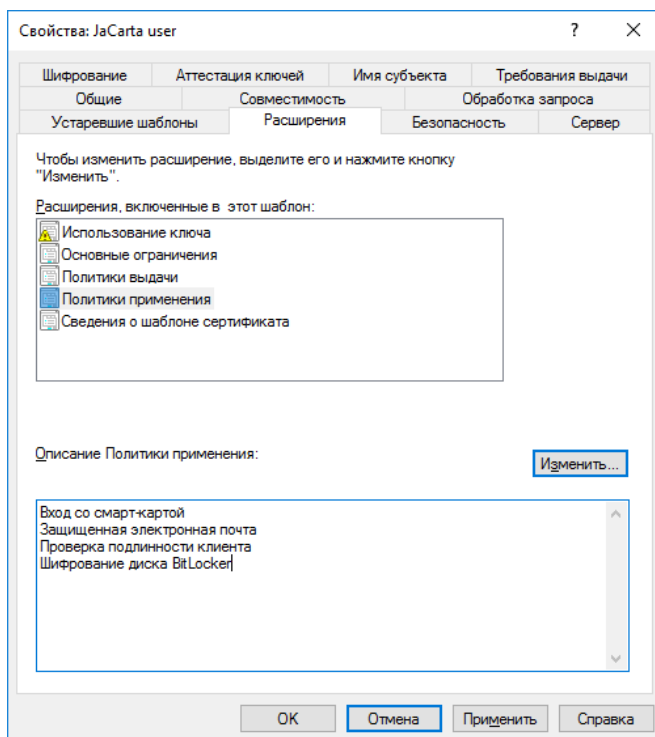 Свойства: JaCarta user ? ×
Шифрование Аттестация ключей Имя субъекта Требования выдачи
Общие Совместимость Обработка запроса
Устаревшие шаблоны Расширения Безопасность Сервер
Чтобы изменить расширение, выделите его и нажмите кнопку
"Изменить".
Расширения, включенные в этот шаблон:
Использование ключа
Основные ограничения
Политики выдачи
Политики применения
Сведения о шаблоне сертификата
Описание Политики применения:
Изменить...
Вход со смарт-картой
Защищенная электронная почта
Проверка подлинности клиента
Шифрование диска BitLocker
OK Отмена Применить Справка